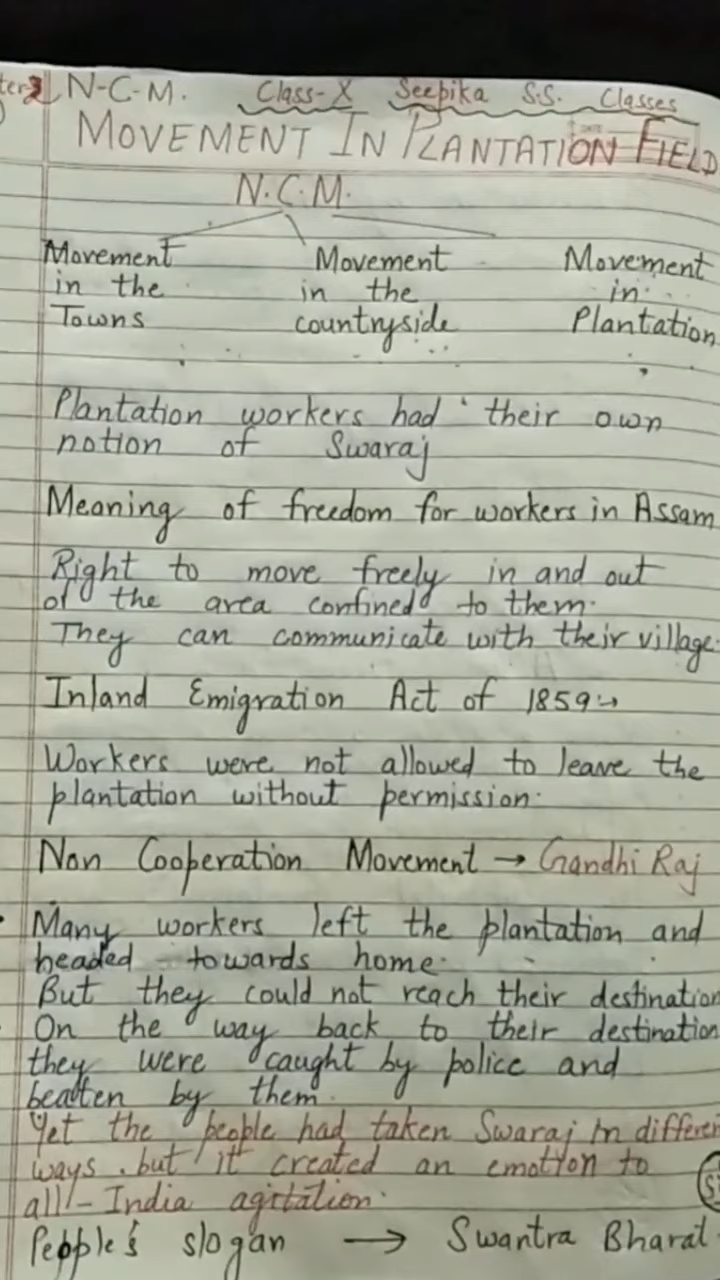 N-C-M. Class-X Seepika S.S. Classes
MOVEMENT IN PLANTATION FIELD
N.C.M.
Movement in the Towns
Movement in the countryside
Movement in Plantation
Plantation workers had their own
notion of Swaraj
Meaning of freedom for workers in Assam
Right to move freely in and out
of the area confined to them.
They can communicate with their village.
Inland Emigration Act of 1859:→
Workers were not allowed to leave the
plantation without permission.
Non Cooperation Movement → Gandhi Raj
Many workers left the plantation and
headed towards home.
But they could not reach their destination
On the way back to their destination
they were caught by police and
beatten by them.
Yet the people had taken Swaraj in differen
ways. but it created an emotion to
all-India agitation.
People's slogan → Swantra Bharat